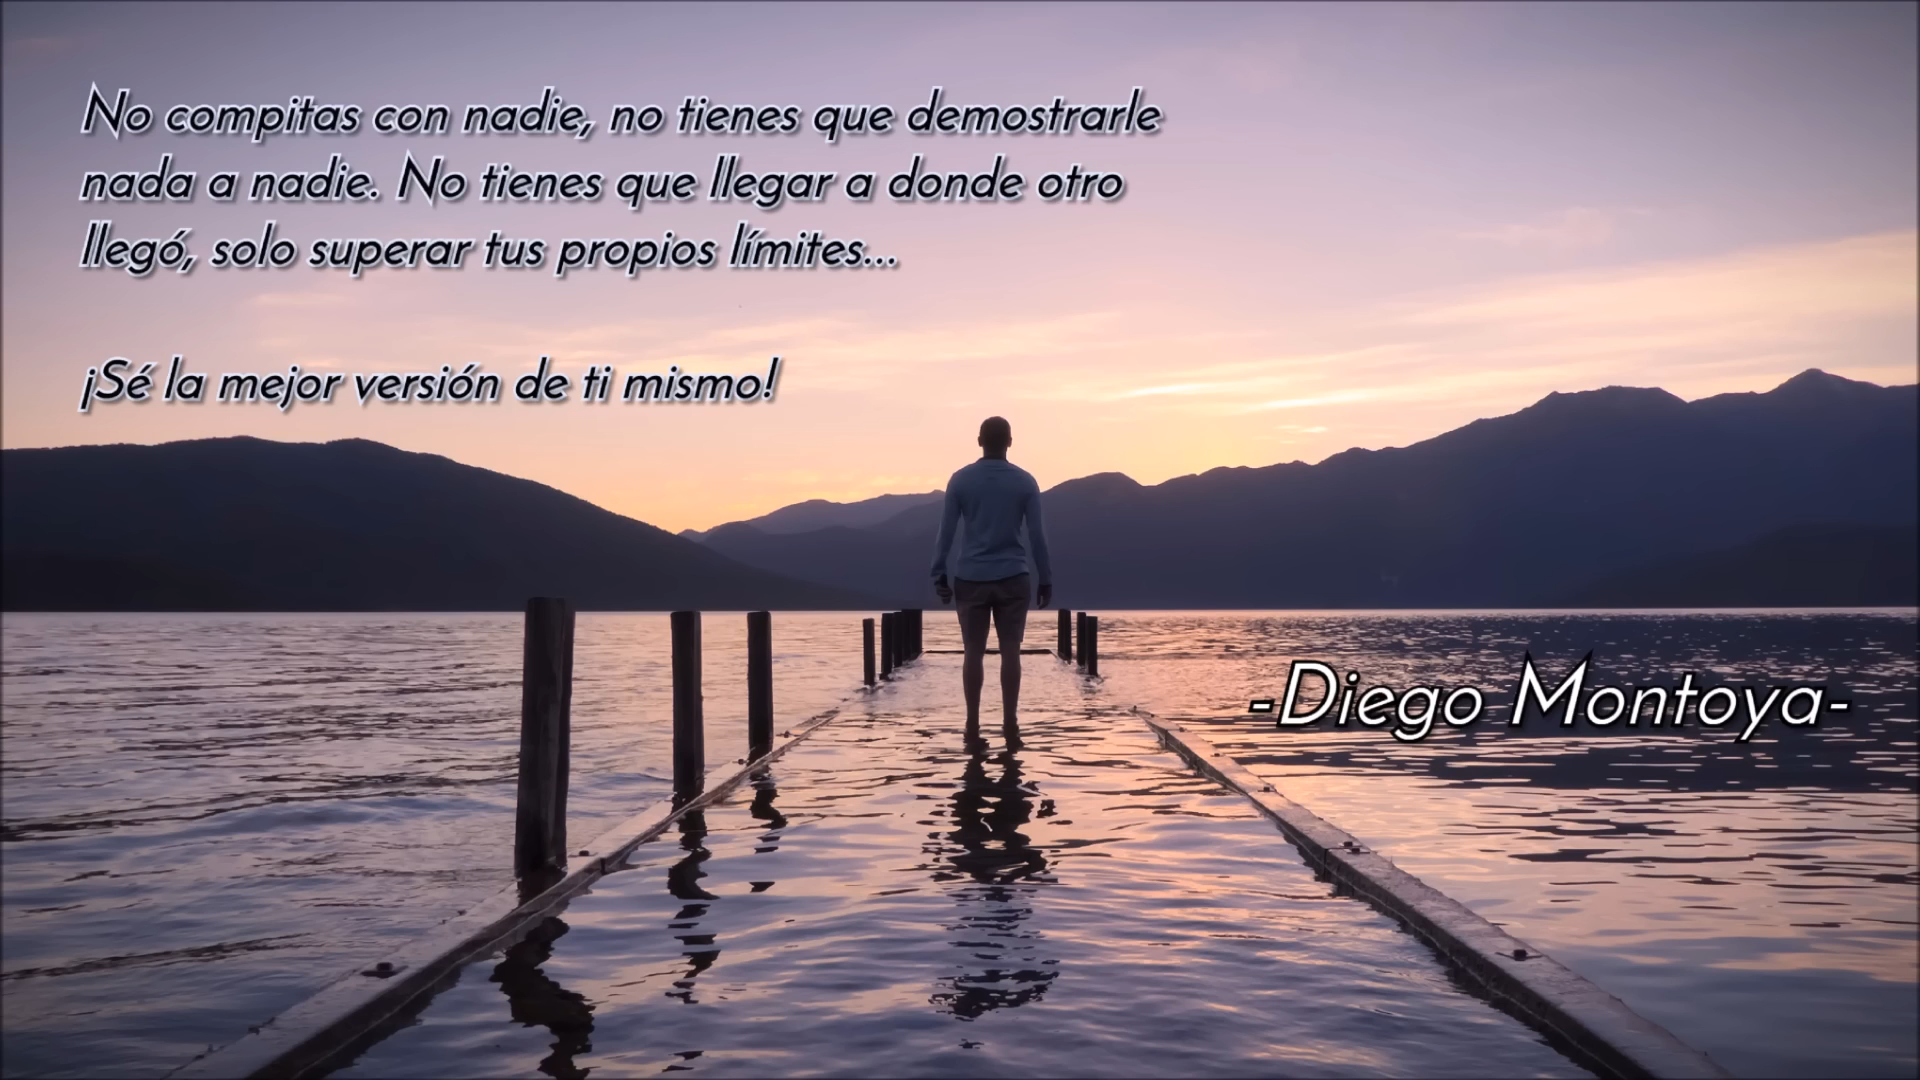 No compitas con nadie, no tienes que demostrarle
nada a nadie. No tienes que llegar a donde otro
llegó, solo superar tus propios límites...
¡Sé la mejor versión de ti mismo!
-Diego Montoya-